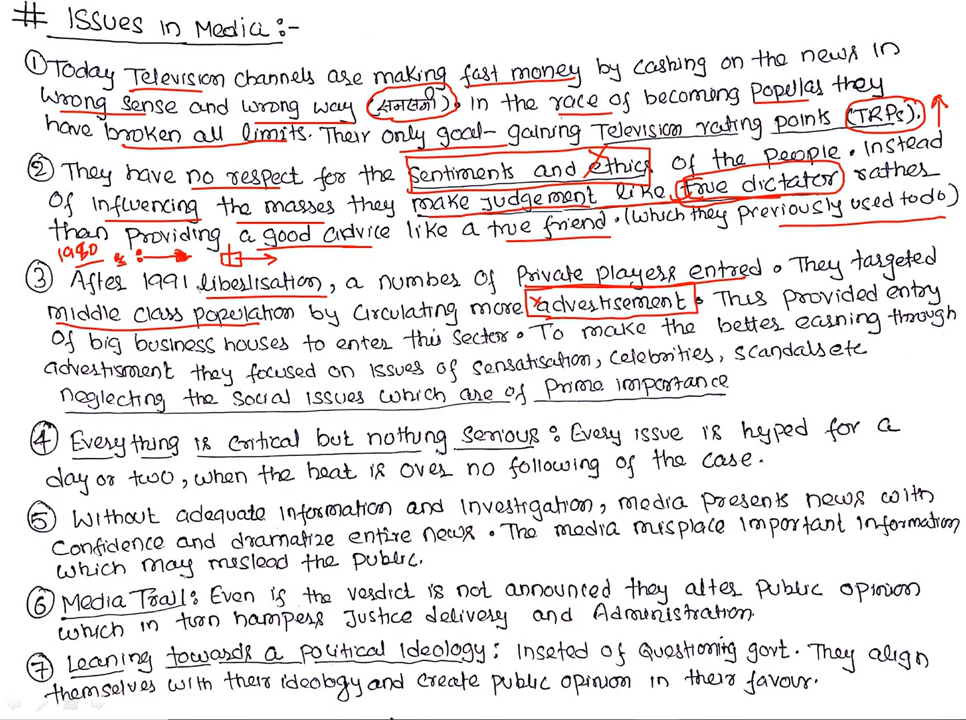 # Issues in Media :-
① Today Television channels are making fast money by cashing on the news in
wrong sense and wrong way (सनसनी). In the race of becoming popular they
have broken all limits. Their only goal- gaining Television rating points (TRPs).
② They have no respect for the sentiments and ethics of the people. Instead
of influencing the masses they make judgement like true dictator rather
than providing a good advice like a true friend. (which they previously used to do)
1980
③ After 1991 liberlisation, a number of private players entred. They targeted
middle class population by circulating more advertisement. This provided entry
of big business houses to enter this sector. To make the better earning through
advertisment they focused on issues of sensatisation, celebrities, scandals etc
neglecting the social issues which are of prime importance
④ Everything is critical but nothing serious: Every issue is hyped for a
day or two, when the heat is over no following of the case.
⑤ Without adequate information and investigation, media presents news with
confidence and dramatize entire news. The media misplace important information
which may mislead the public.
⑥ Media Trail: Even if the verdict is not announced they alter public opinion
which in turn hampers justice delivery and Administration.
⑦ Leaning towards a political ideology: Insted of Questioning govt. They align
themselves with their ideology and create public opinion in their favour.